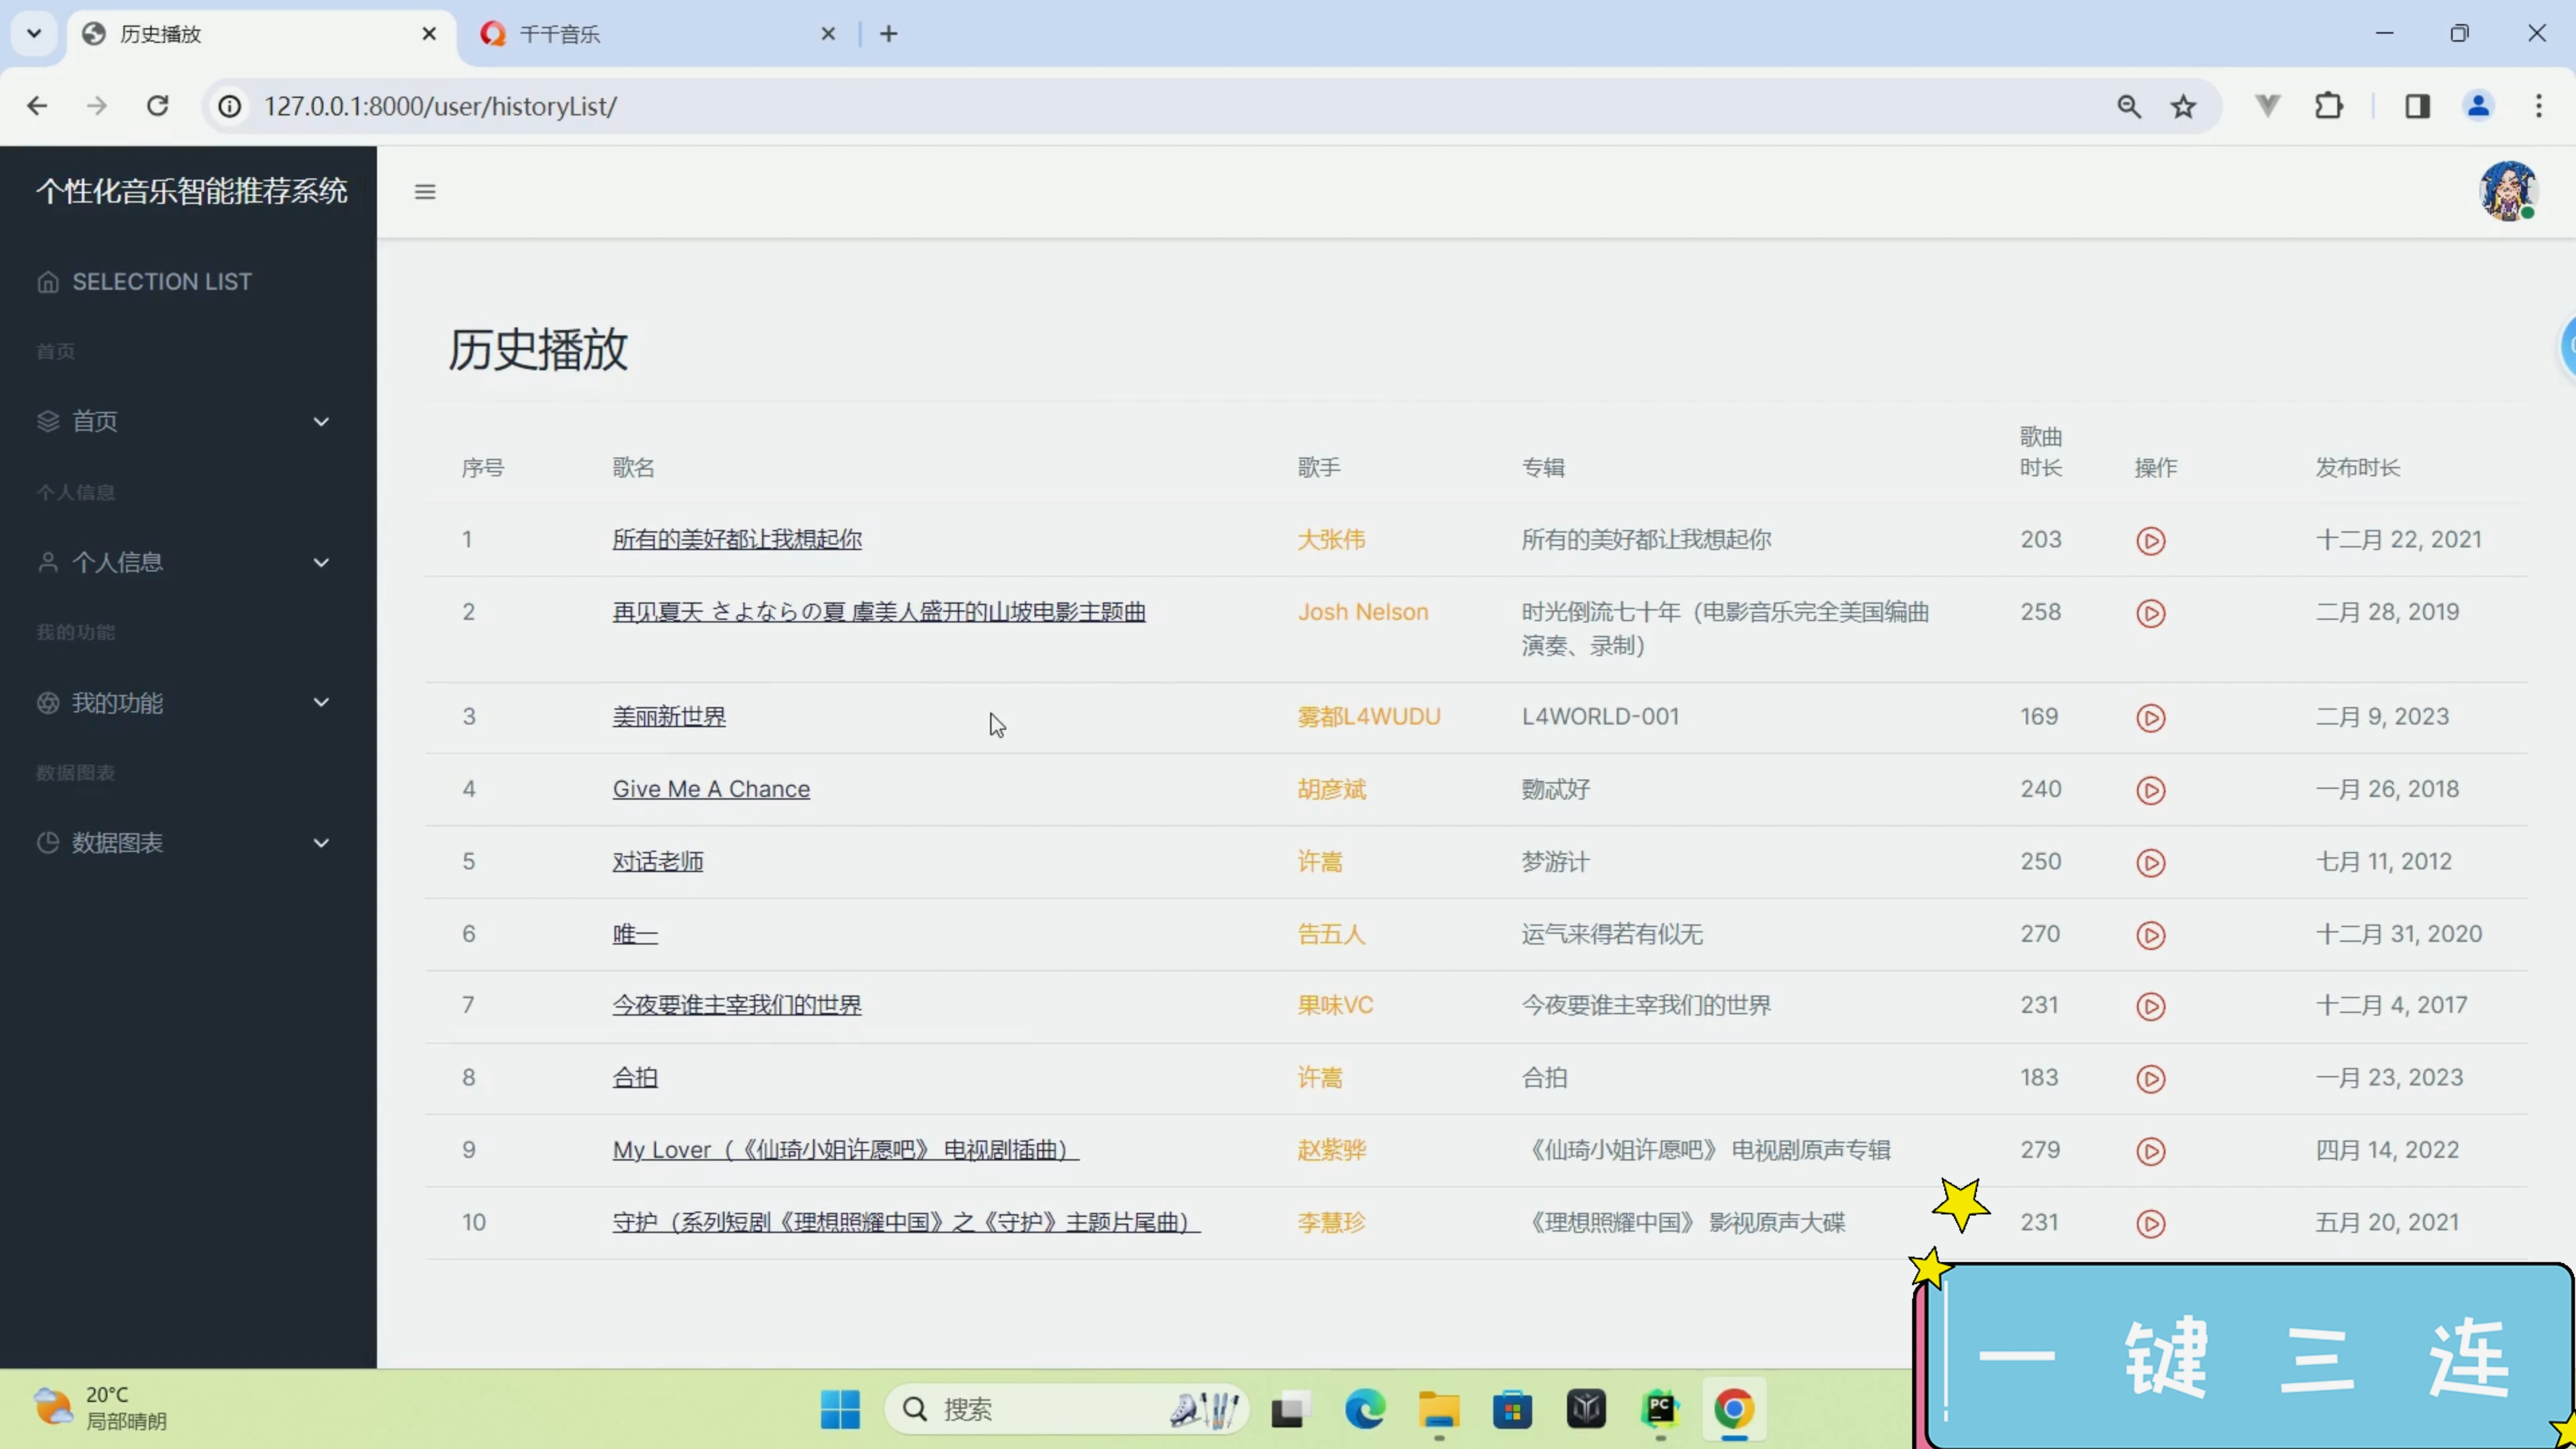 历史播放
千千音乐
127.0.0.1:8000/user/historyList/
个性化音乐智能推荐系统
SELECTION LIST
首页
首页
个人信息
个人信息
我的功能
我的功能
数据图表
数据图表
历史播放
序号 歌名 歌手 专辑 歌曲时长 操作 发布时长
1 所有的美好都让我想起你 大张伟 所有的美好都让我想起你 203 十二月 22, 2021
2 再见夏天 さよならの夏 虞美人盛开的山坡电影主题曲 Josh Nelson 时光倒流七十年（电影音乐完全美国编曲演奏、录制） 258 二月 28, 2019
3 美丽新世界 雾都L4WUDU L4WORLD-001 169 二月 9, 2023
4 Give Me A Chance 胡彦斌 覅忒好 240 一月 26, 2018
5 对话老师 许嵩 梦游计 250 七月 11, 2012
6 唯一 告五人 运气来得若有似无 270 十二月 31, 2020
7 今夜要谁主宰我们的世界 果味VC 今夜要谁主宰我们的世界 231 十二月 4, 2017
8 合拍 许嵩 合拍 183 一月 23, 2023
9 My Lover（《仙琦小姐许愿吧》 电视剧插曲） 赵紫骅 《仙琦小姐许愿吧》 电视剧原声专辑 279 四月 14, 2022
10 守护（系列短剧《理想照耀中国》之《守护》主题片尾曲） 李慧珍 《理想照耀中国》 影视原声大碟 231 五月 20, 2021
一键三连
20°C
局部晴朗
搜索
PC